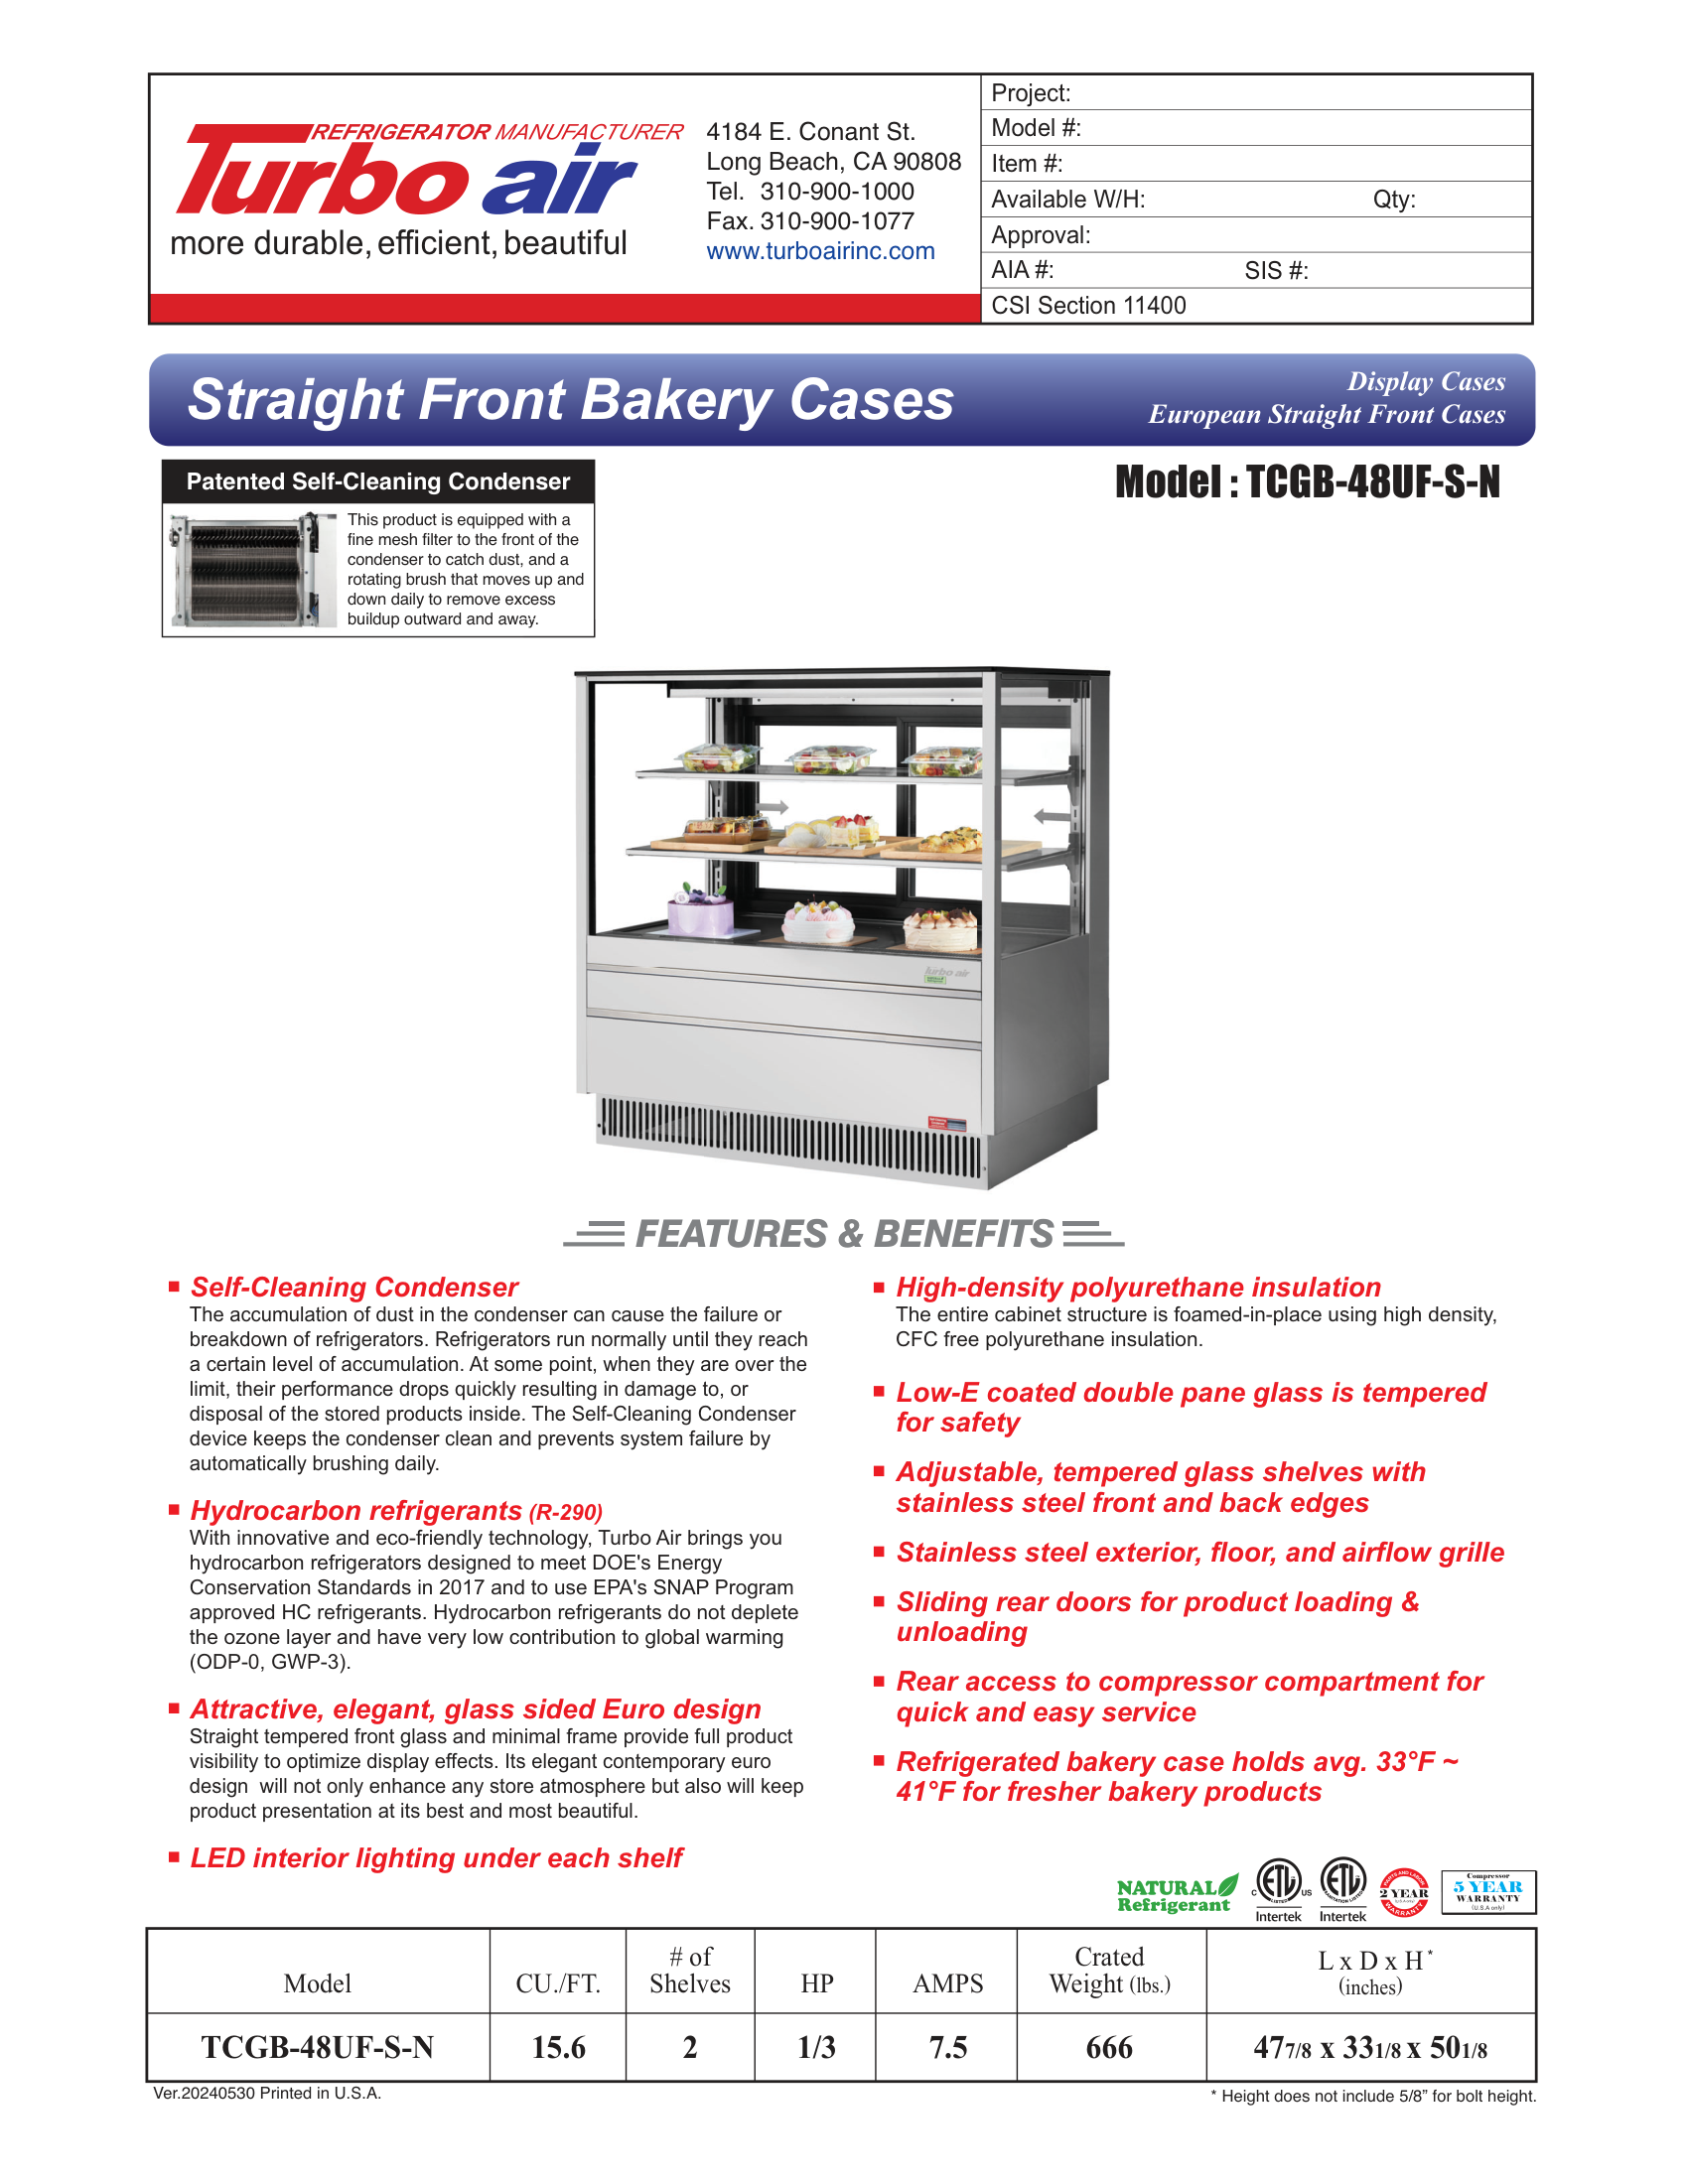 REFRIGERATOR MANUFACTURER
Turbo air
more durable, efficient, beautiful
4184 E. Conant St.
Long Beach, CA 90808
Tel. 310-900-1000
Fax. 310-900-1077
www.turboairinc.com
Project:
Model #:
Item #:
Available W/H: Qty:
Approval:
AIA #: SIS #:
CSI Section 11400
Straight Front Bakery Cases
Display Cases
European Straight Front Cases
Patented Self-Cleaning Condenser
This product is equipped with a
fine mesh filter to the front of the
condenser to catch dust, and a
rotating brush that moves up and
down daily to remove excess
buildup outward and away.
Model : TCGB-48UF-S-N
Turbo air
FEATURES & BENEFITS
■ Self-Cleaning Condenser
The accumulation of dust in the condenser can cause the failure or
breakdown of refrigerators. Refrigerators run normally until they reach
a certain level of accumulation. At some point, when they are over the
limit, their performance drops quickly resulting in damage to, or
disposal of the stored products inside. The Self-Cleaning Condenser
device keeps the condenser clean and prevents system failure by
automatically brushing daily.
■ Hydrocarbon refrigerants (R-290)
With innovative and eco-friendly technology, Turbo Air brings you
hydrocarbon refrigerators designed to meet DOE's Energy
Conservation Standards in 2017 and to use EPA's SNAP Program
approved HC refrigerants. Hydrocarbon refrigerants do not deplete
the ozone layer and have very low contribution to global warming
(ODP-0, GWP-3).
■ Attractive, elegant, glass sided Euro design
Straight tempered front glass and minimal frame provide full product
visibility to optimize display effects. Its elegant contemporary euro
design will not only enhance any store atmosphere but also will keep
product presentation at its best and most beautiful.
■ LED interior lighting under each shelf
■ High-density polyurethane insulation
The entire cabinet structure is foamed-in-place using high density,
CFC free polyurethane insulation.
■ Low-E coated double pane glass is tempered
for safety
■ Adjustable, tempered glass shelves with
stainless steel front and back edges
■ Stainless steel exterior, floor, and airflow grille
■ Sliding rear doors for product loading &
unloading
■ Rear access to compressor compartment for
quick and easy service
■ Refrigerated bakery case holds avg. 33°F ~
41°F for fresher bakery products
NATURAL
Refrigerant
C ETL US
LISTED
Intertek
ETL
SANITATION LISTED
Intertek
PARTS AND LABOR
2 YEAR
(U.S.A only)
WARRANTY
Compressor
5 YEAR
WARRANTY
(U.S.A only)
Model CU./FT. # of Shelves HP AMPS Crated Weight (lbs.) L x D x H* (inches)
TCGB-48UF-S-N 15.6 2 1/3 7.5 666 47 7/8 x 33 1/8 x 50 1/8
Ver.20240530 Printed in U.S.A.
* Height does not include 5/8” for bolt height.